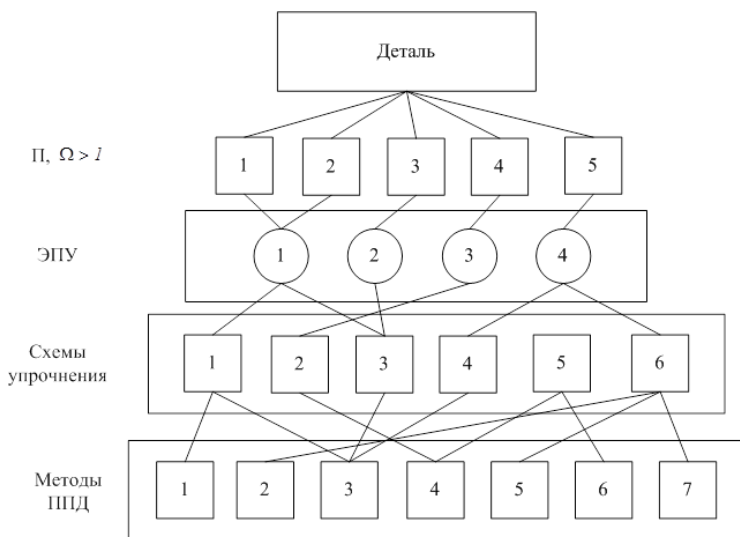 Деталь
П, Ω > 1
1 2 3 4 5
ЭПУ
1 2 3 4
Схемы
упрочнения
1 2 3 4 5 6
Методы
ППД
1 2 3 4 5 6 7